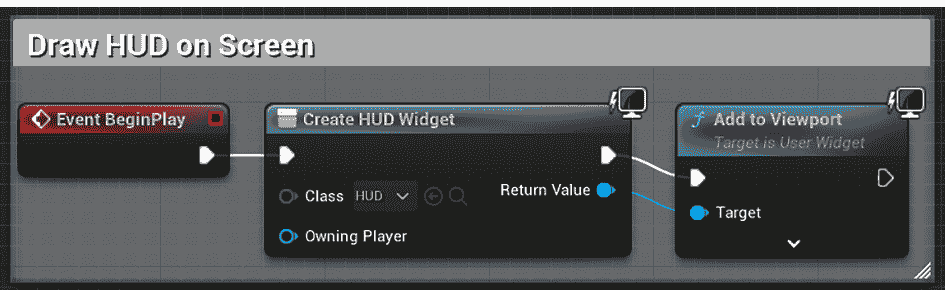 Draw HUD on Screen
Event BeginPlay
Create HUD Widget
Class HUD
Return Value
Owning Player
f Add to Viewport
Target is User Widget
Target